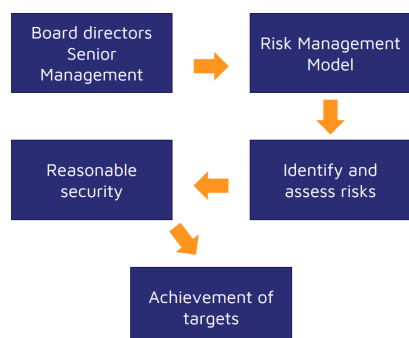 Board directors
Senior
Management
Risk Management
Model
Identify and
assess risks
Reasonable
security
Achievement of
targets